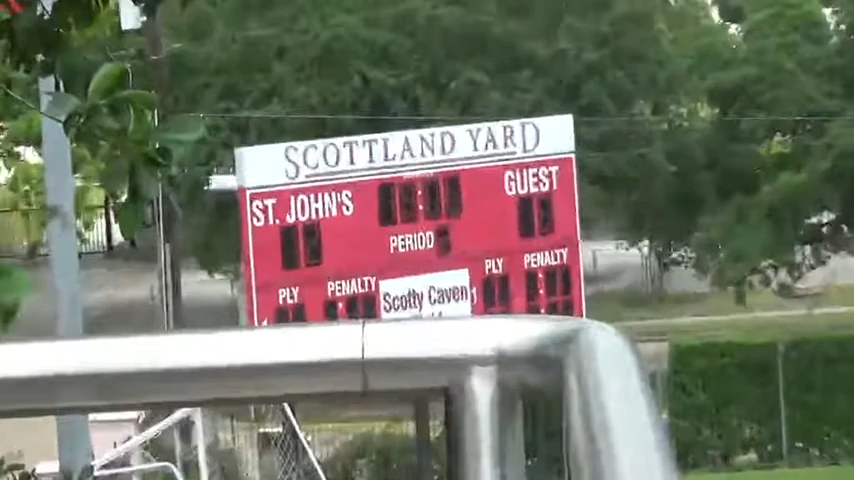 SCOTTLAND YARD
ST. JOHN'S
GUEST
PERIOD
PLY PENALTY
PLY PENALTY
Scotty Caven